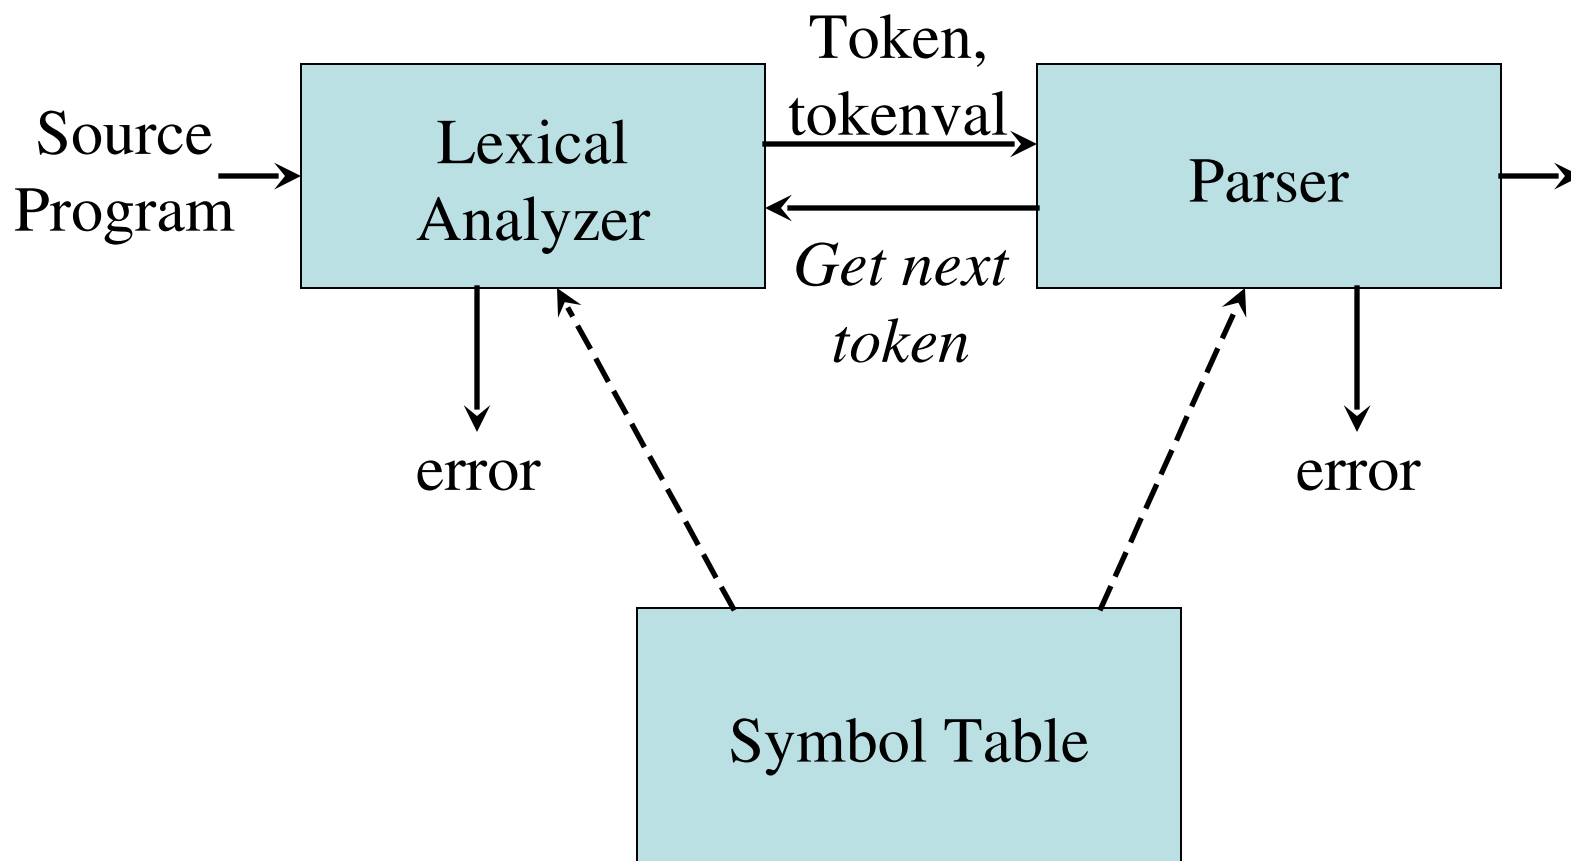 Source
Program
Lexical
Analyzer
Token,
tokenval
Get next
token
Parser
error
error
Symbol Table